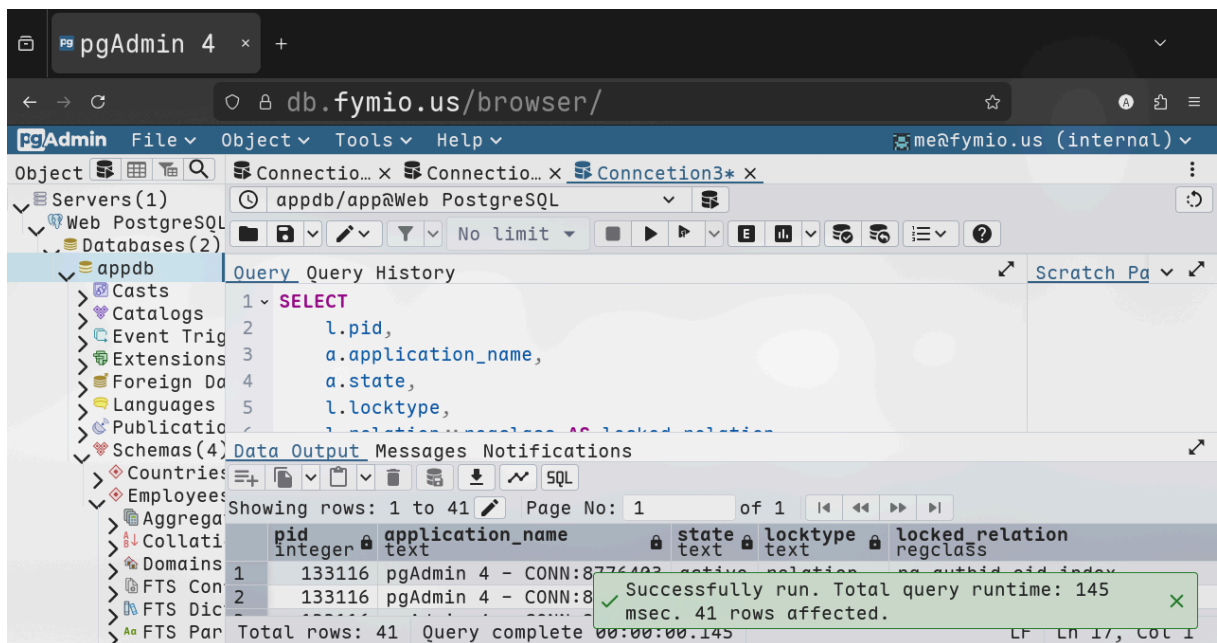 pgAdmin 4
db.fymio.us/browser/
pgAdmin File Object Tools Help me@fymio.us (internal)
Object Connectio… Connectio… Conncetion3*
Servers(1)
appdb/app@Web PostgreSQL
Web PostgreSQL
No limit
Databases(2)
appdb
Query Query History Scratch Pa
Casts
1 SELECT
Catalogs
2 l.pid,
Event Trig
3 a.application_name,
Extensions
Foreign Da
4 a.state,
Languages
5 l.locktype,
Publicatio
Schemas(4)
Data Output Messages Notifications
Countries
SQL
Employees
Showing rows: 1 to 41 Page No: 1 of 1
Aggrega
pid application_name state locktype locked_relation
integer text text text regclass
Collati
Domains
1 133116 pgAdmin 4 - CONN:8776493 active relation pg_authid_oid_index
FTS Con
2 133116 pgAdmin 4 - CONN:8
Successfully run. Total query runtime: 145
msec. 41 rows affected.
FTS Dic
FTS Par
Total rows: 41 Query complete 00:00:00.145 LF Ln 17, Col 1